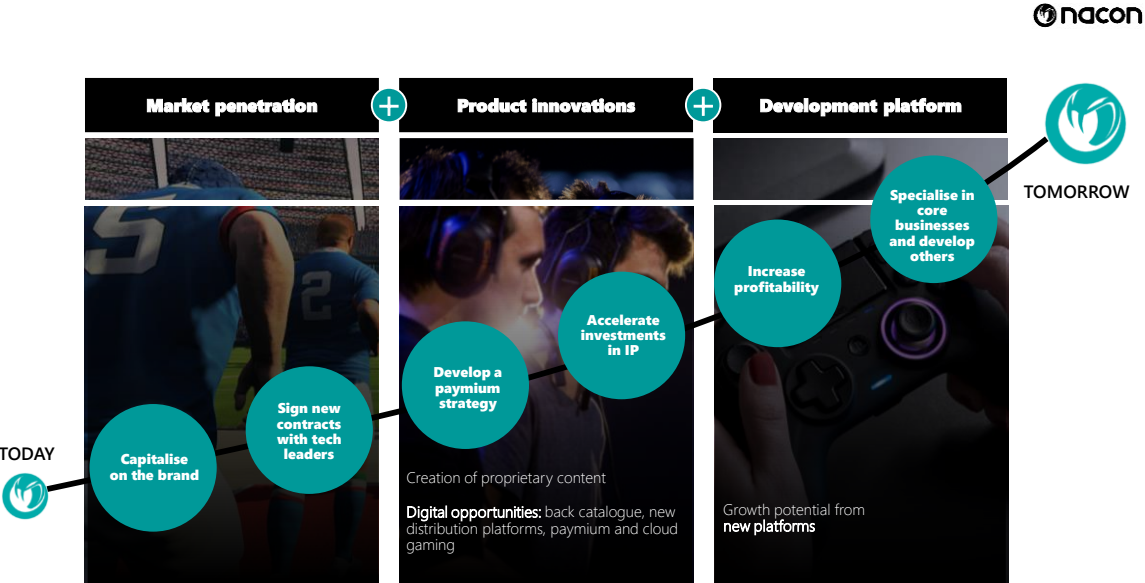 nacon
Market penetration
Product innovations
Development platform
TOMORROW
Specialise in
core
businesses
and develop
others
Increase
profitability
Accelerate
investments
in IP
Develop a
paymium
strategy
Sign new
contracts
with tech
leaders
Capitalise
on the brand
TODAY
5
2
Creation of proprietary content
Digital opportunities: back catalogue, new
distribution platforms, paymium and cloud
gaming
Growth potential from
new platforms